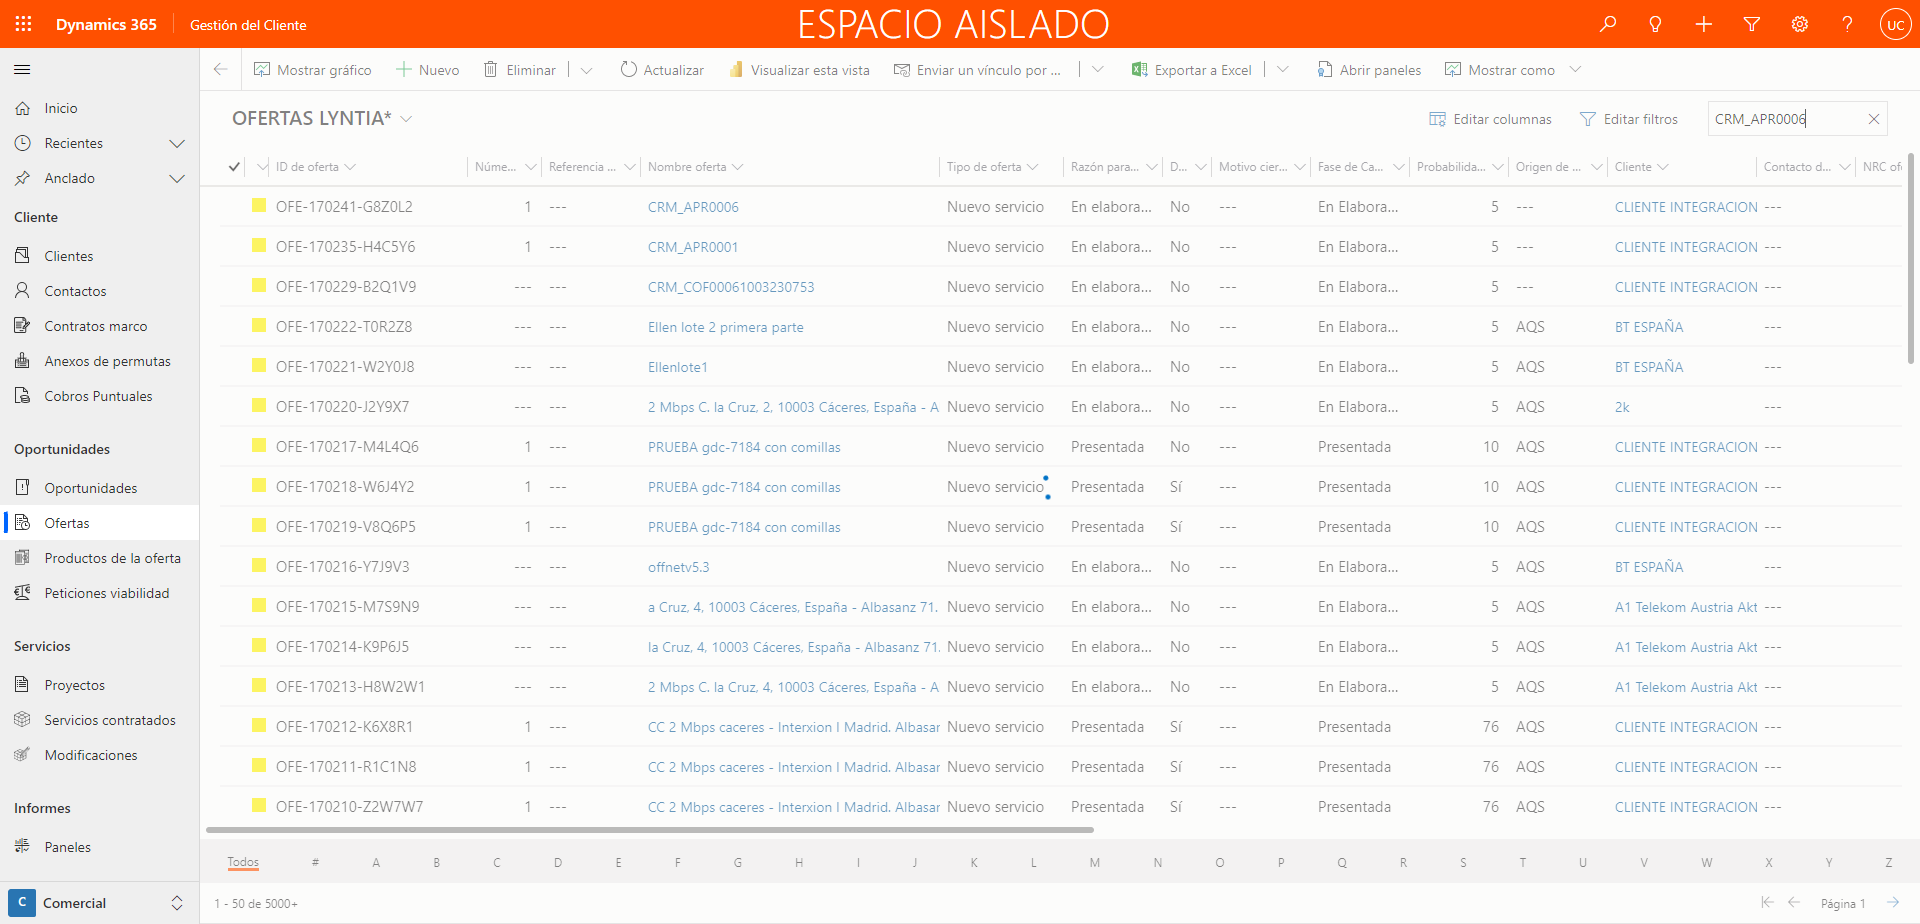 Dynamics 365 Gestión del Cliente ESPACIO AISLADO UC
Mostrar gráfico Nuevo Eliminar Actualizar Visualizar esta vista Enviar un vínculo por ... Exportar a Excel Abrir paneles Mostrar como
Inicio
Recientes
Anclado
Cliente
Clientes
Contactos
Contratos marco
Anexos de permutas
Cobros Puntuales
Oportunidades
Oportunidades
Ofertas
Productos de la oferta
Peticiones viabilidad
Servicios
Proyectos
Servicios contratados
Modificaciones
Informes
Paneles
C Comercial
OFERTAS LYNTIA* Editar columnas Editar filtros CRM_APR0006
ID de oferta Núme... Referencia ... Nombre oferta Tipo de oferta Razón para... D... Motivo cier... Fase de Ca... Probabilida... Origen de ... Cliente Contacto d... NRC ofe
OFE-170241-G8Z0L2 1 --- CRM_APR0006 Nuevo servicio En elabora... No --- En Elabora... 5 --- CLIENTE INTEGRACION ---
OFE-170235-H4C5Y6 1 --- CRM_APR0001 Nuevo servicio En elabora... No --- En Elabora... 5 --- CLIENTE INTEGRACION ---
OFE-170229-B2Q1V9 --- --- CRM_COF00061003230753 Nuevo servicio En elabora... No --- En Elabora... 5 --- CLIENTE INTEGRACION ---
OFE-170222-T0R2Z8 --- --- Ellen lote 2 primera parte Nuevo servicio En elabora... No --- En Elabora... 5 AQS BT ESPAÑA ---
OFE-170221-W2Y0J8 --- --- Ellenlote1 Nuevo servicio En elabora... No --- En Elabora... 5 AQS BT ESPAÑA ---
OFE-170220-J2Y9X7 --- --- 2 Mbps C. la Cruz, 2, 10003 Cáceres, España - A Nuevo servicio En elabora... No --- En Elabora... 5 AQS 2k ---
OFE-170217-M4L4Q6 1 --- PRUEBA gdc-7184 con comillas Nuevo servicio Presentada No --- Presentada 10 AQS CLIENTE INTEGRACION ---
OFE-170218-W6J4Y2 1 --- PRUEBA gdc-7184 con comillas Nuevo servicio Presentada Sí --- Presentada 10 AQS CLIENTE INTEGRACION ---
OFE-170219-V8Q6P5 1 --- PRUEBA gdc-7184 con comillas Nuevo servicio Presentada Sí --- Presentada 10 AQS CLIENTE INTEGRACION ---
OFE-170216-Y7J9V3 --- --- offnetv5.3 Nuevo servicio En elabora... No --- En Elabora... 5 AQS BT ESPAÑA ---
OFE-170215-M7S9N9 --- --- a Cruz, 4, 10003 Cáceres, España - Albasanz 71. Nuevo servicio En elabora... No --- En Elabora... 5 AQS A1 Telekom Austria Akt ---
OFE-170214-K9P6J5 --- --- la Cruz, 4, 10003 Cáceres, España - Albasanz 71. Nuevo servicio En elabora... No --- En Elabora... 5 AQS A1 Telekom Austria Akt ---
OFE-170213-H8W2W1 --- --- 2 Mbps C. la Cruz, 4, 10003 Cáceres, España - A Nuevo servicio En elabora... No --- En Elabora... 5 AQS A1 Telekom Austria Akt ---
OFE-170212-K6X8R1 1 --- CC 2 Mbps caceres - Interxion I Madrid. Albasar Nuevo servicio Presentada Sí --- Presentada 76 AQS CLIENTE INTEGRACION ---
OFE-170211-R1C1N8 1 --- CC 2 Mbps caceres - Interxion I Madrid. Albasar Nuevo servicio Presentada Sí --- Presentada 76 AQS CLIENTE INTEGRACION ---
OFE-170210-Z2W7W7 1 --- CC 2 Mbps caceres - Interxion I Madrid. Albasar Nuevo servicio Presentada Sí --- Presentada 76 AQS CLIENTE INTEGRACION ---
Todos # A B C D E F G H I J K L M N O P Q R S T U V W X Y Z
1 - 50 de 5000+ Página 1